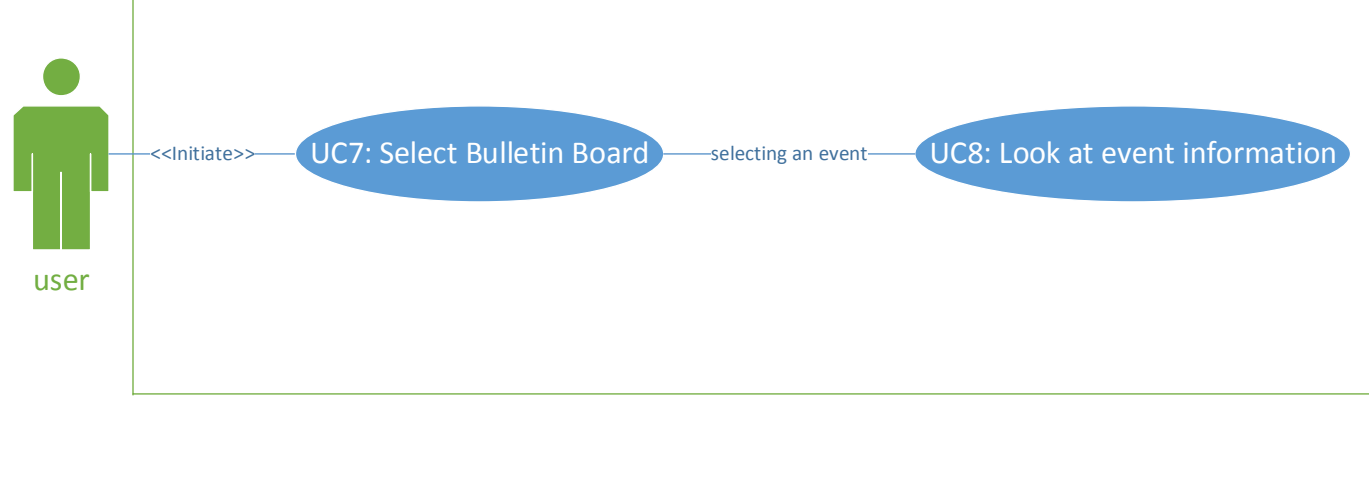 <<Initiate>>
UC7: Select Bulletin Board
selecting an event
UC8: Look at event information
user